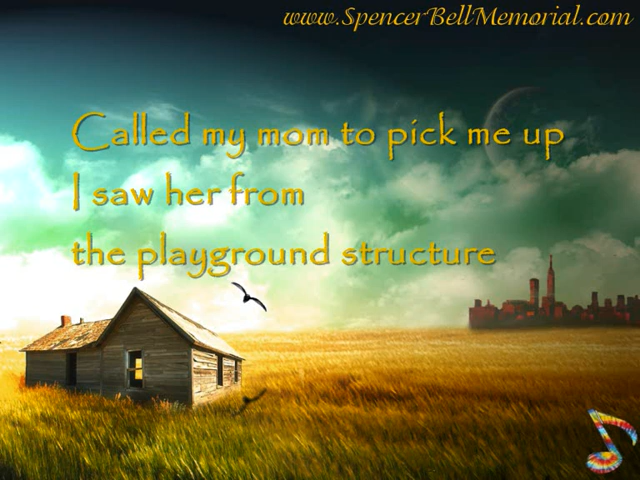 www.SpencerBellMemorial.com
Called my mom to pick me up
I saw her from
the playground structure